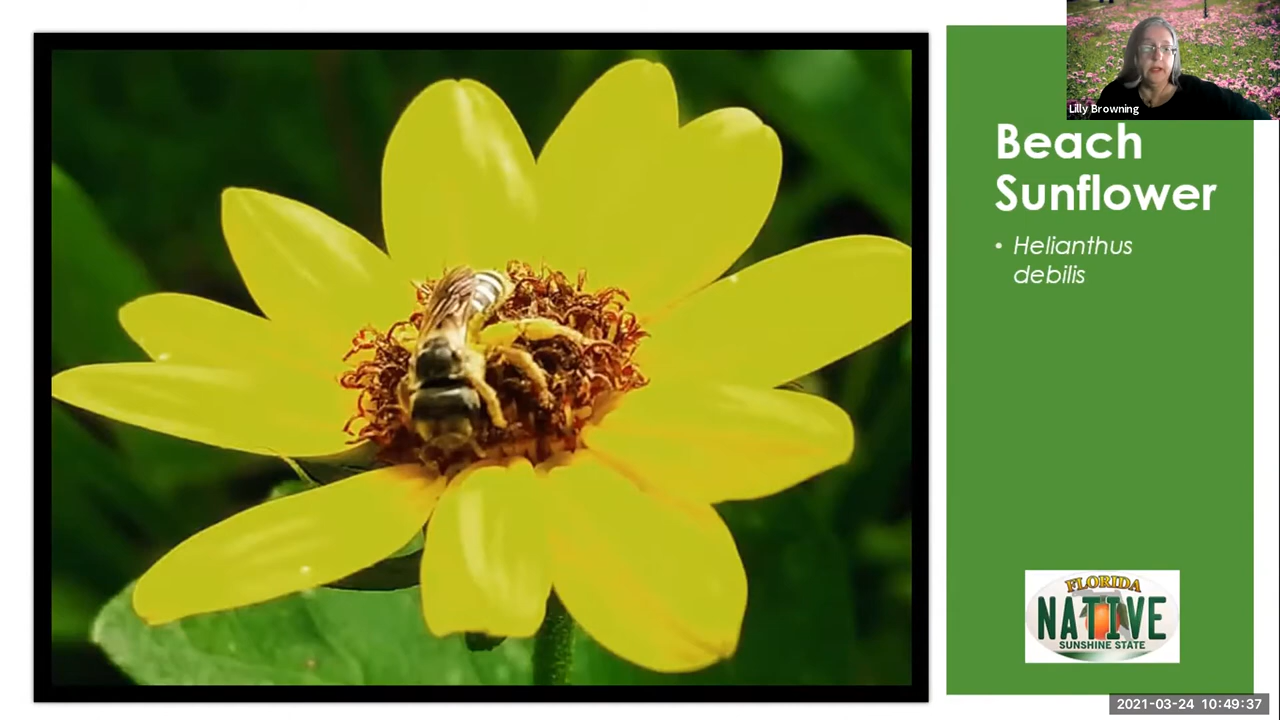 Lilly Browning
Beach
Sunflower
• Helianthus
debilis
FLORIDA
NATIVE
SUNSHINE STATE
2021-03-24 10:49:37